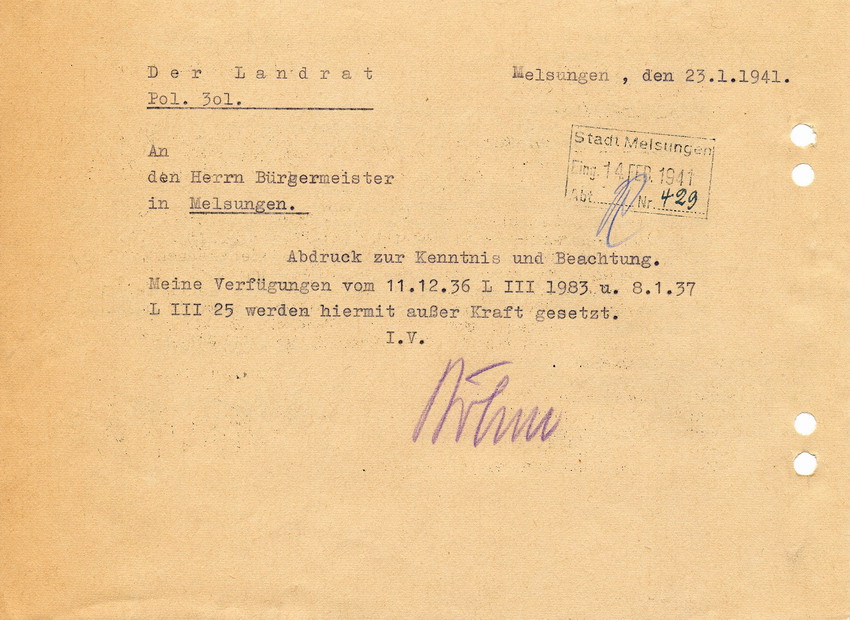 Der Landrat
Pol. 3ol.
Melsungen , den 23.1.1941.
An
den Herrn Bürgermeister
in Melsungen.
Stadt Melsungen
Eing. 14 FEB. 1941
Abt. Nr. 429
Abdruck zur Kenntnis und Beachtung.
Meine Verfügungen vom 11.12.36 L III 1983 u. 8.1.37
L III 25 werden hiermit außer Kraft gesetzt.
I.V.